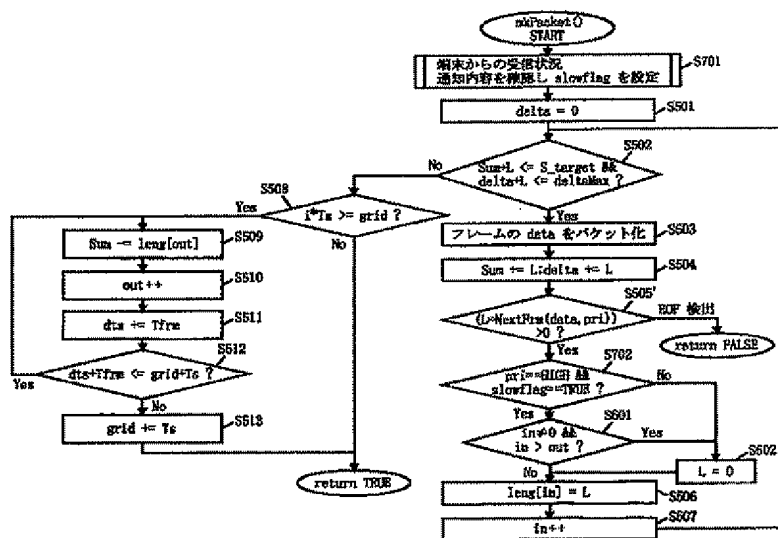 mkPacket()
START
端末からの受信状況
通知内容を確認し slowflag を設定
S701
delta = 0
S501
Sum+L <= S_target &&
delta+L <= deltaMax ?
S502
No
Yes
S508
i*Ts >= grid ?
Yes
No
フレームの data をパケット化
S503
Sum -= leng[out]
S509
Sum += L;delta += L
S504
out++
S510
{L=NextFrm(data,pri)}
>0 ?
S505'
EOF 検出
return FALSE
Yes
dts += Tfrm
S511
dts+Tfrm <= grid+Ts ?
S512
Yes
No
pri==HIGH &&
slowflag==TRUE ?
S702
No
Yes
grid += Ts
S513
in≠0 &&
in > out ?
S601
Yes
No
L = 0
S602
return TRUE
leng[in] = L
S506
in++
S507